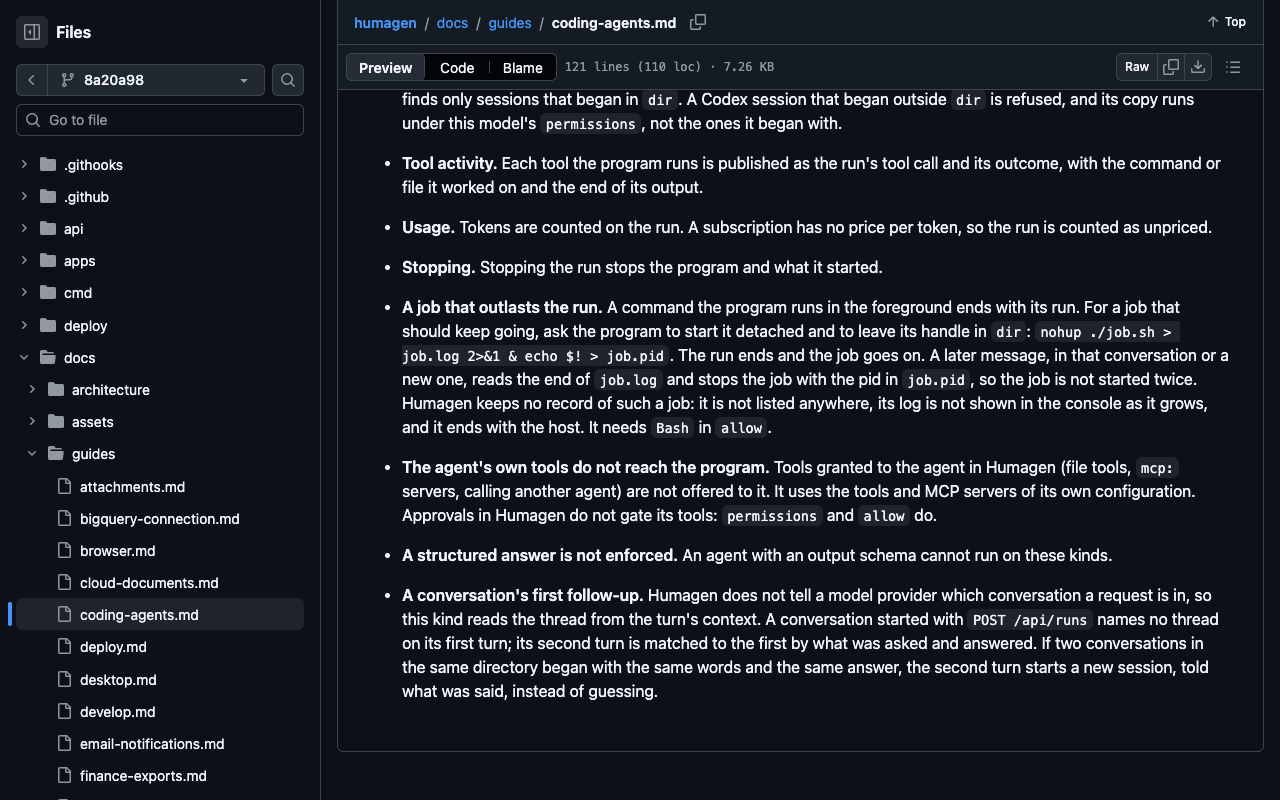 Files
humagen / docs / guides / coding-agents.md
Top
8a20a98
Preview Code Blame 121 lines (110 loc) · 7.26 KB
Raw
Go to file
.githooks
.github
api
apps
cmd
deploy
docs
architecture
assets
guides
attachments.md
bigquery-connection.md
browser.md
cloud-documents.md
coding-agents.md
deploy.md
desktop.md
develop.md
email-notifications.md
finance-exports.md
finds only sessions that began in dir. A Codex session that began outside dir is refused, and its copy runs
under this model's permissions, not the ones it began with.
• Tool activity. Each tool the program runs is published as the run's tool call and its outcome, with the command or
file it worked on and the end of its output.
• Usage. Tokens are counted on the run. A subscription has no price per token, so the run is counted as unpriced.
• Stopping. Stopping the run stops the program and what it started.
• A job that outlasts the run. A command the program runs in the foreground ends with its run. For a job that
should keep going, ask the program to start it detached and to leave its handle in dir: nohup ./job.sh >
job.log 2>&1 & echo $! > job.pid. The run ends and the job goes on. A later message, in that conversation or a
new one, reads the end of job.log and stops the job with the pid in job.pid, so the job is not started twice.
Humagen keeps no record of such a job: it is not listed anywhere, its log is not shown in the console as it grows,
and it ends with the host. It needs Bash in allow.
• The agent's own tools do not reach the program. Tools granted to the agent in Humagen (file tools, mcp:
servers, calling another agent) are not offered to it. It uses the tools and MCP servers of its own configuration.
Approvals in Humagen do not gate its tools: permissions and allow do.
• A structured answer is not enforced. An agent with an output schema cannot run on these kinds.
• A conversation's first follow-up. Humagen does not tell a model provider which conversation a request is in, so
this kind reads the thread from the turn's context. A conversation started with POST /api/runs names no thread
on its first turn; its second turn is matched to the first by what was asked and answered. If two conversations in
the same directory began with the same words and the same answer, the second turn starts a new session, told
what was said, instead of guessing.